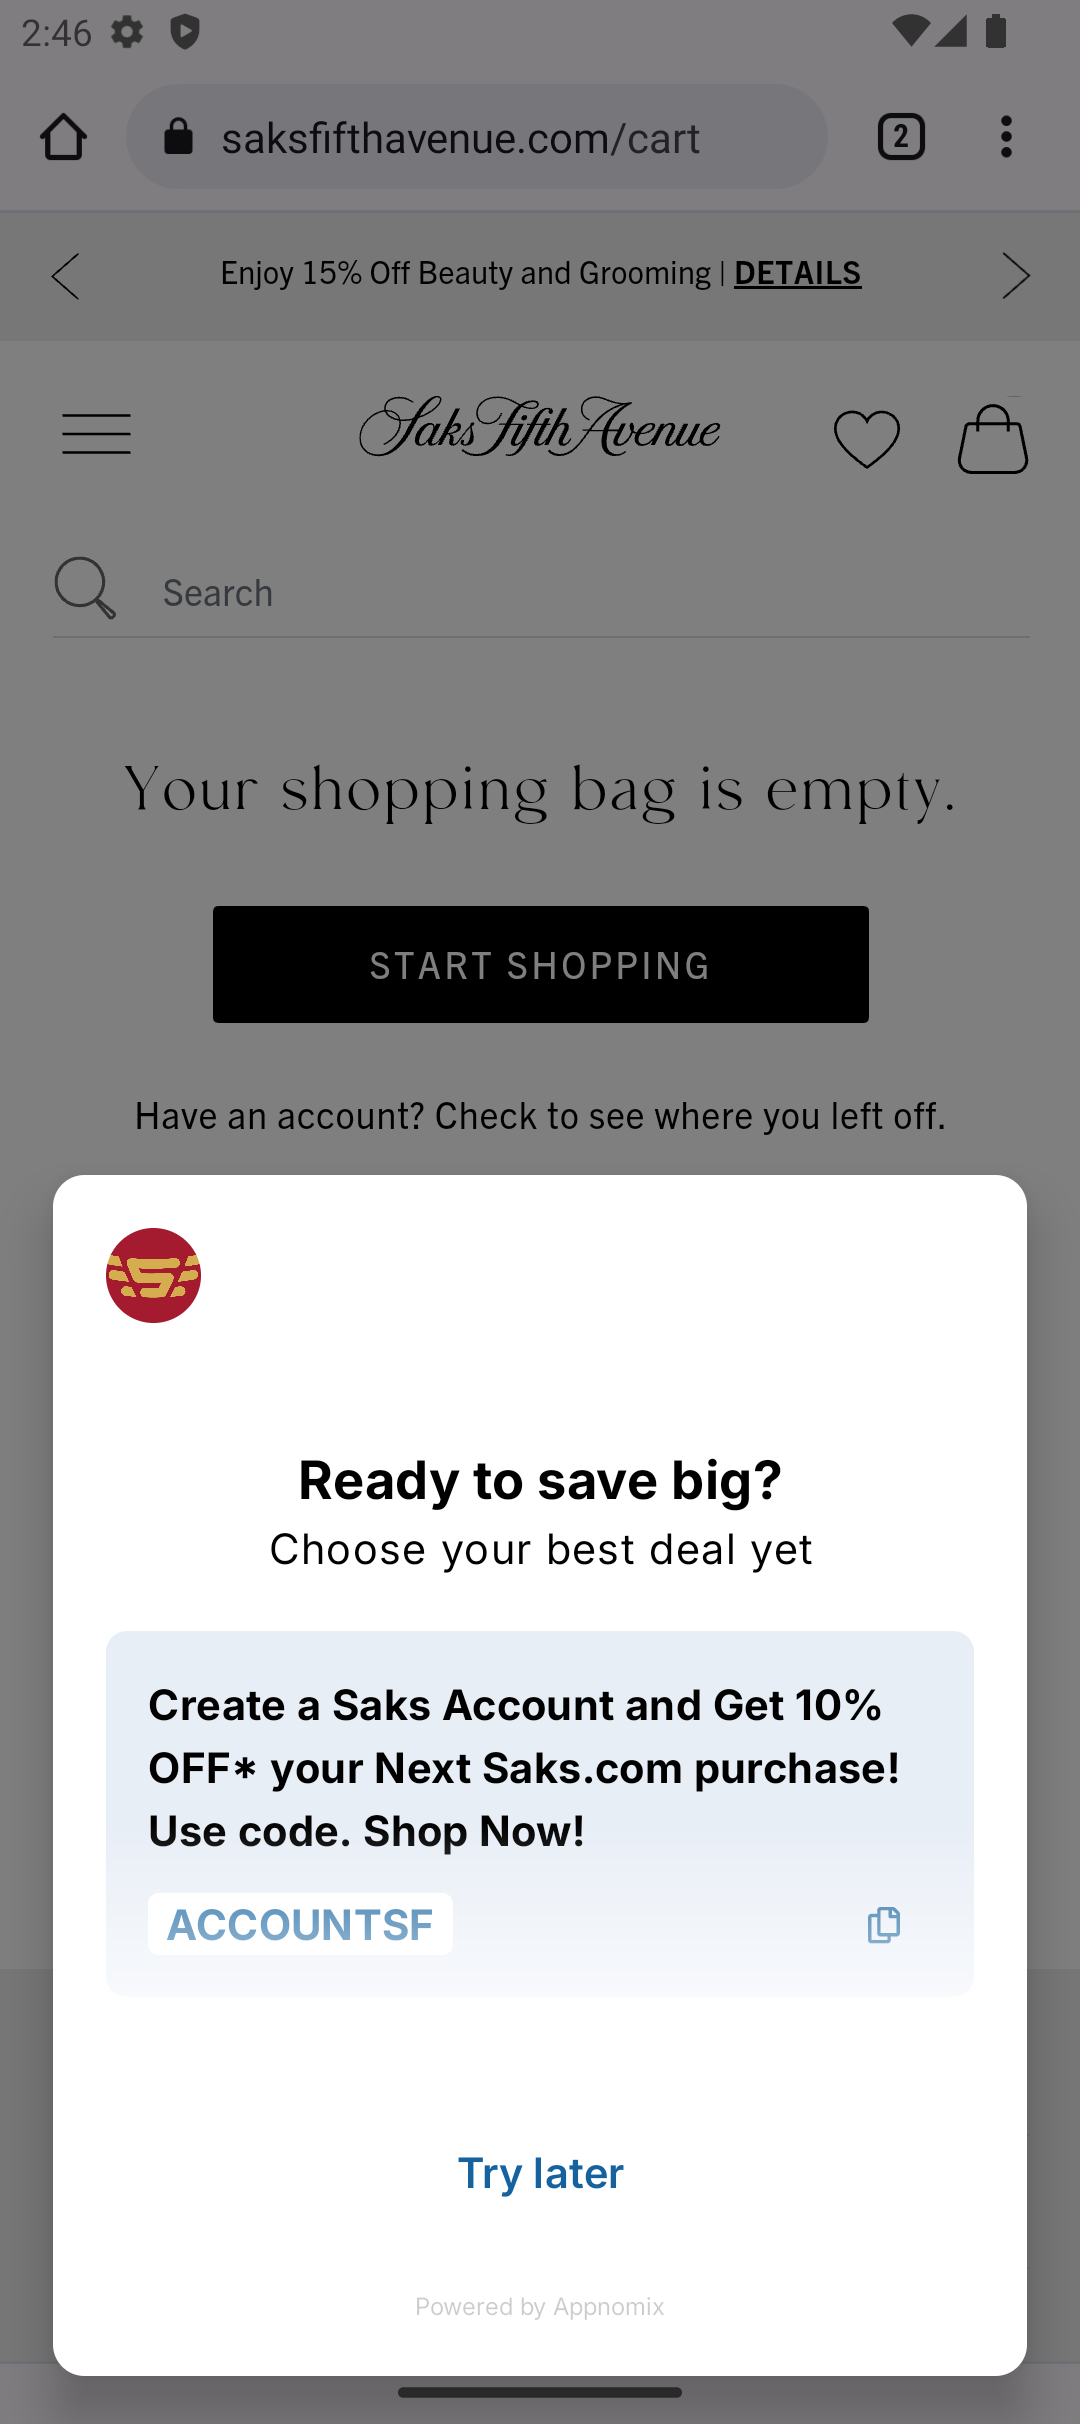 2:46
saksfifthavenue.com/cart
2
Enjoy 15% Off Beauty and Grooming | DETAILS
Saks Fifth Avenue
Search
Your shopping bag is empty.
START SHOPPING
Have an account? Check to see where you left off.
S
Ready to save big?
Choose your best deal yet
Create a Saks Account and Get 10%
OFF* your Next Saks.com purchase!
Use code. Shop Now!
ACCOUNTSF
Try later
Powered by Appnomix